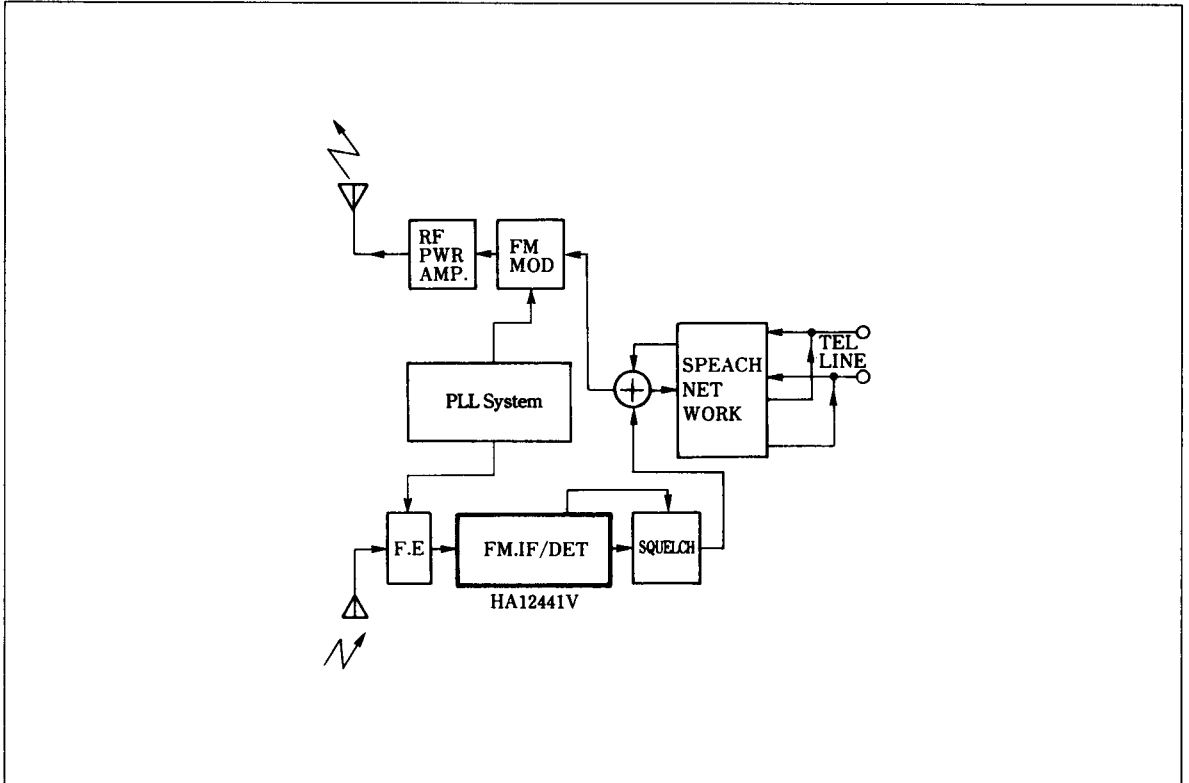 RF
PWR
AMP.
FM
MOD
TEL
LINE
SPEACH
NET
WORK
PLL System
F.E
FM.IF/DET
SQUELCH
HA12441V